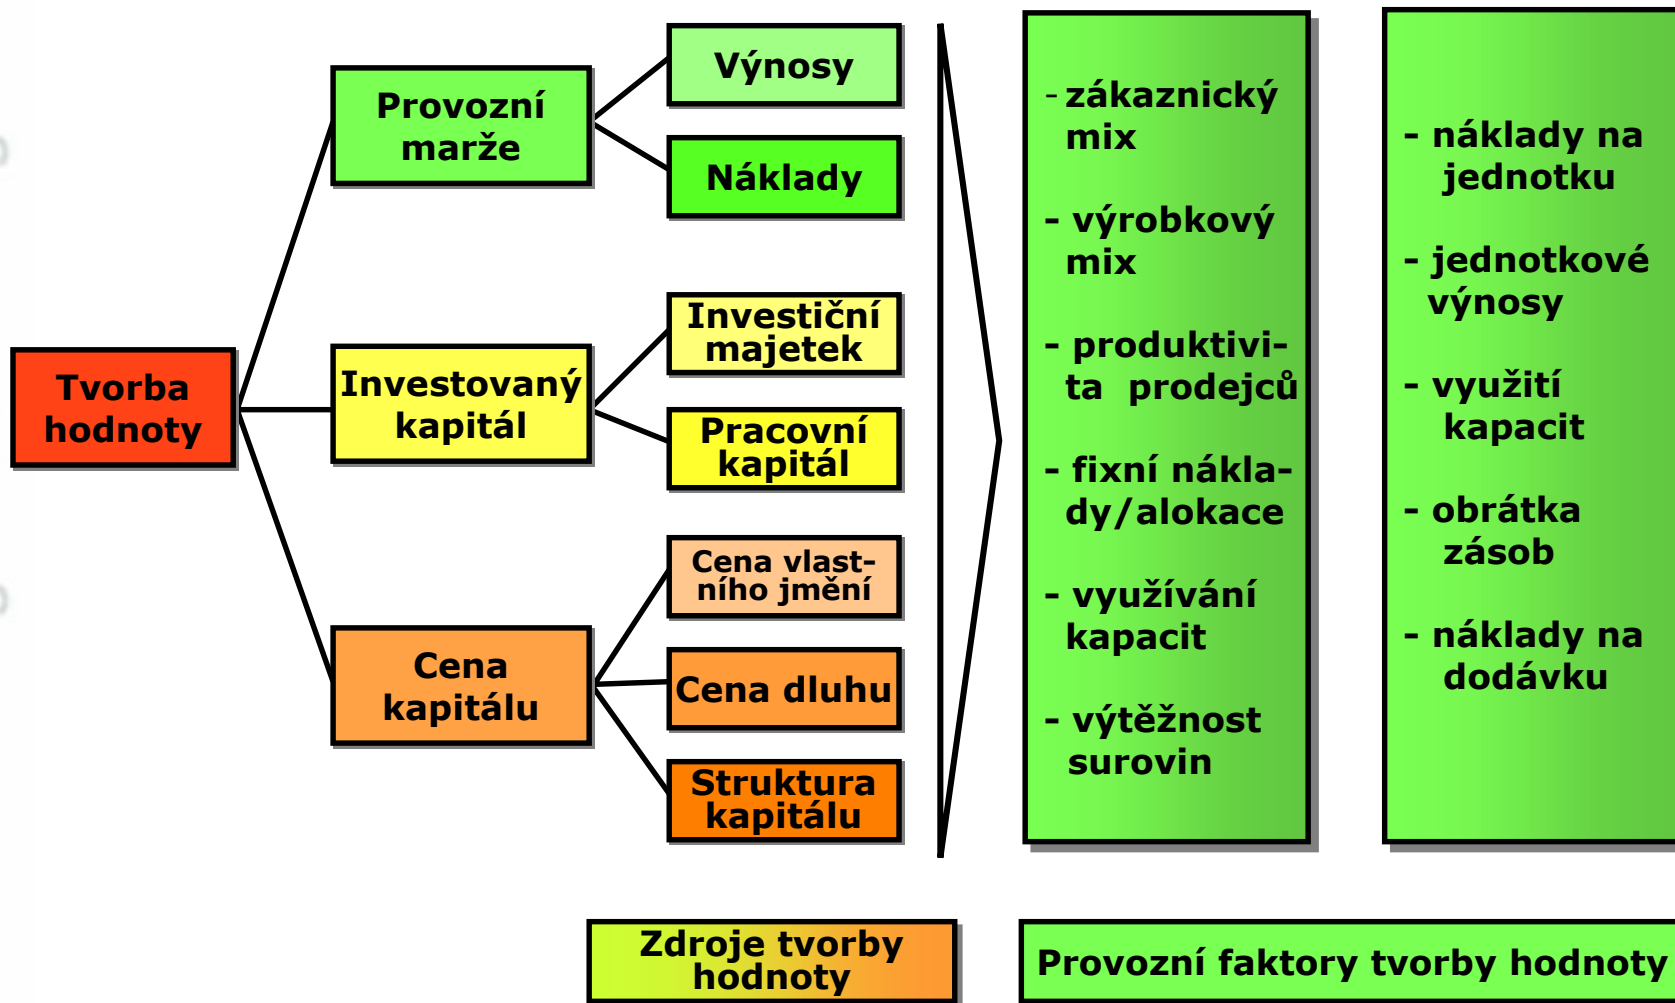 Tvorba
hodnoty
Provozní
marže
Investovaný
kapitál
Cena
kapitálu
Výnosy
Náklady
Investiční
majetek
Pracovní
kapitál
Cena vlast-
ního jmění
Cena dluhu
Struktura
kapitálu
- zákaznický
mix
- výrobkový
mix
- produktivi-
ta prodejců
- fixní nákla-
dy/alokace
- využívání
kapacit
- výtěžnost
surovin
- náklady na
jednotku
- jednotkové
výnosy
- využití
kapacit
- obrátka
zásob
- náklady na
dodávku
Zdroje tvorby
hodnoty
Provozní faktory tvorby hodnoty